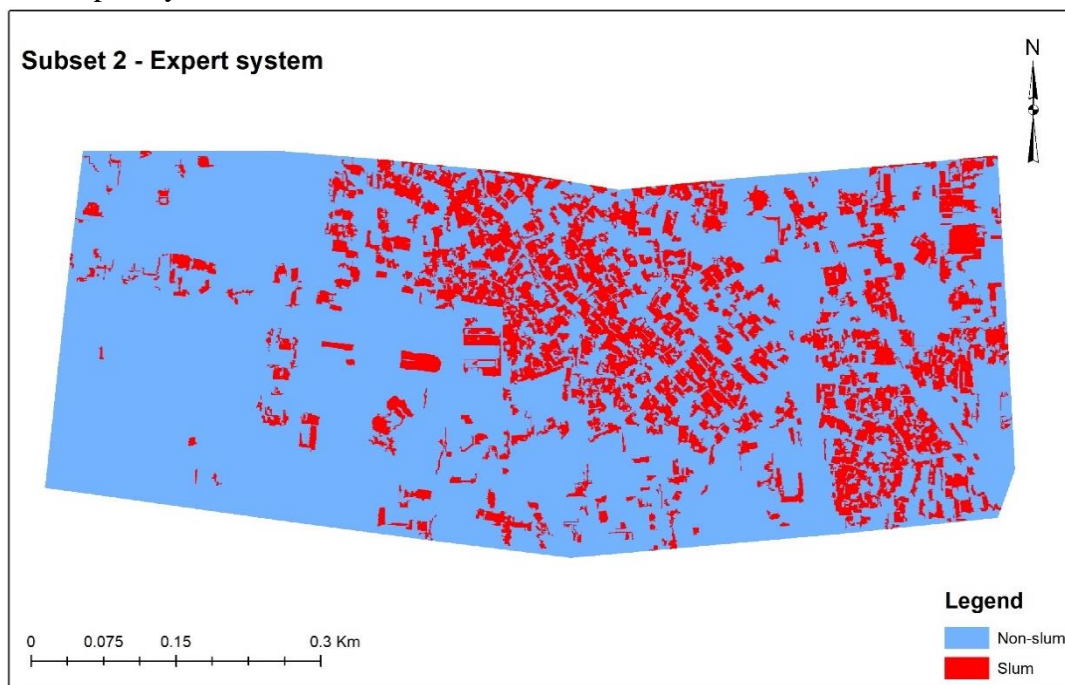 Subset 2 - Expert system
N
0 0.075 0.15 0.3 Km
Legend
Non-slum
Slum